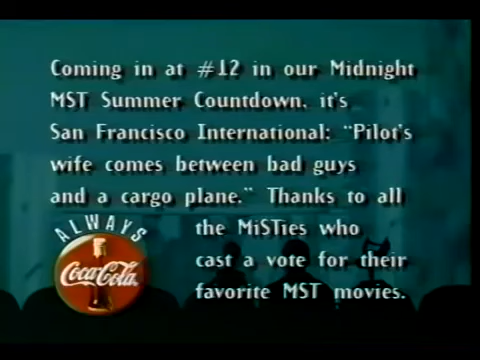 Coming in at #12 in our Midnight
MST Summer Countdown, it's
San Francisco International: "Pilot's
wife comes between bad guys
and a cargo plane." Thanks to all
the MiSTies who
cast a vote for their
favorite MST movies.
ALWAYS
Coca-Cola